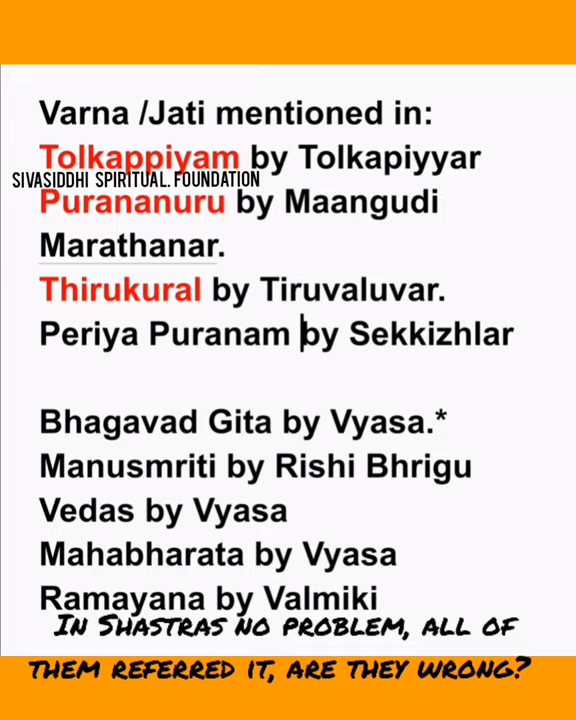 Varna /Jati mentioned in:
Tolkappiyam by Tolkapiyyar
SIVASIDDHI SPIRITUAL. FOUNDATION
Purananuru by Maangudi
Marathanar.
Thirukural by Tiruvaluvar.
Periya Puranam by Sekkizhlar
Bhagavad Gita by Vyasa.*
Manusmriti by Rishi Bhrigu
Vedas by Vyasa
Mahabharata by Vyasa
Ramayana by Valmiki
In Shastras no problem, all of
them referred it, are they wrong?